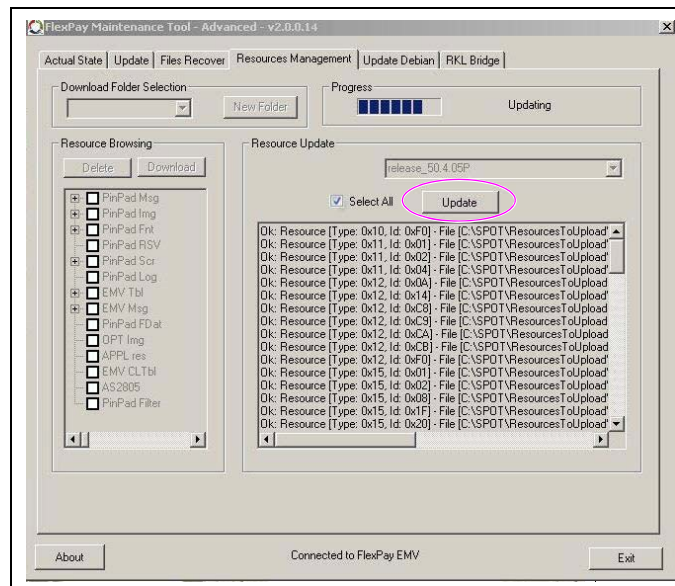 FlexPay Maintenance Tool - Advanced - v2.0.0.14
Actual State Update Files Recover Resources Management Update Debian RKL Bridge
Download Folder Selection
New Folder
Progress
Updating
Resource Browsing
Delete Download
PinPad Msg
PinPad Img
PinPad Fnt
PinPad RSV
PinPad Scr
PinPad Log
EMV Tbl
EMV Msg
PinPad FDat
OPT Img
APPL res
EMV CLTbl
AS2805
PinPad Filter
Resource Update
release_50.4.05P
Select All Update
Ok: Resource [Type: 0x10, Id: 0xF0] - File [C:\SPOT\ResourcesToUpload'
Ok: Resource [Type: 0x11, Id: 0x01] - File [C:\SPOT\ResourcesToUpload'
Ok: Resource [Type: 0x11, Id: 0x02] - File [C:\SPOT\ResourcesToUpload'
Ok: Resource [Type: 0x11, Id: 0x04] - File [C:\SPOT\ResourcesToUpload'
Ok: Resource [Type: 0x12, Id: 0x0A] - File [C:\SPOT\ResourcesToUpload
Ok: Resource [Type: 0x12, Id: 0x14] - File [C:\SPOT\ResourcesToUpload'
Ok: Resource [Type: 0x12, Id: 0xC8] - File [C:\SPOT\ResourcesToUpload
Ok: Resource [Type: 0x12, Id: 0xC9] - File [C:\SPOT\ResourcesToUpload
Ok: Resource [Type: 0x12, Id: 0xCA] - File [C:\SPOT\ResourcesToUpload
Ok: Resource [Type: 0x12, Id: 0xCB] - File [C:\SPOT\ResourcesToUpload
Ok: Resource [Type: 0x12, Id: 0xF0] - File [C:\SPOT\ResourcesToUpload'
Ok: Resource [Type: 0x15, Id: 0x01] - File [C:\SPOT\ResourcesToUpload'
Ok: Resource [Type: 0x15, Id: 0x02] - File [C:\SPOT\ResourcesToUpload'
Ok: Resource [Type: 0x15, Id: 0x08] - File [C:\SPOT\ResourcesToUpload'
Ok: Resource [Type: 0x15, Id: 0x1F] - File [C:\SPOT\ResourcesToUpload'
Ok: Resource [Type: 0x15, Id: 0x20] - File [C:\SPOT\ResourcesToUpload'
About Connected to FlexPay EMV Exit